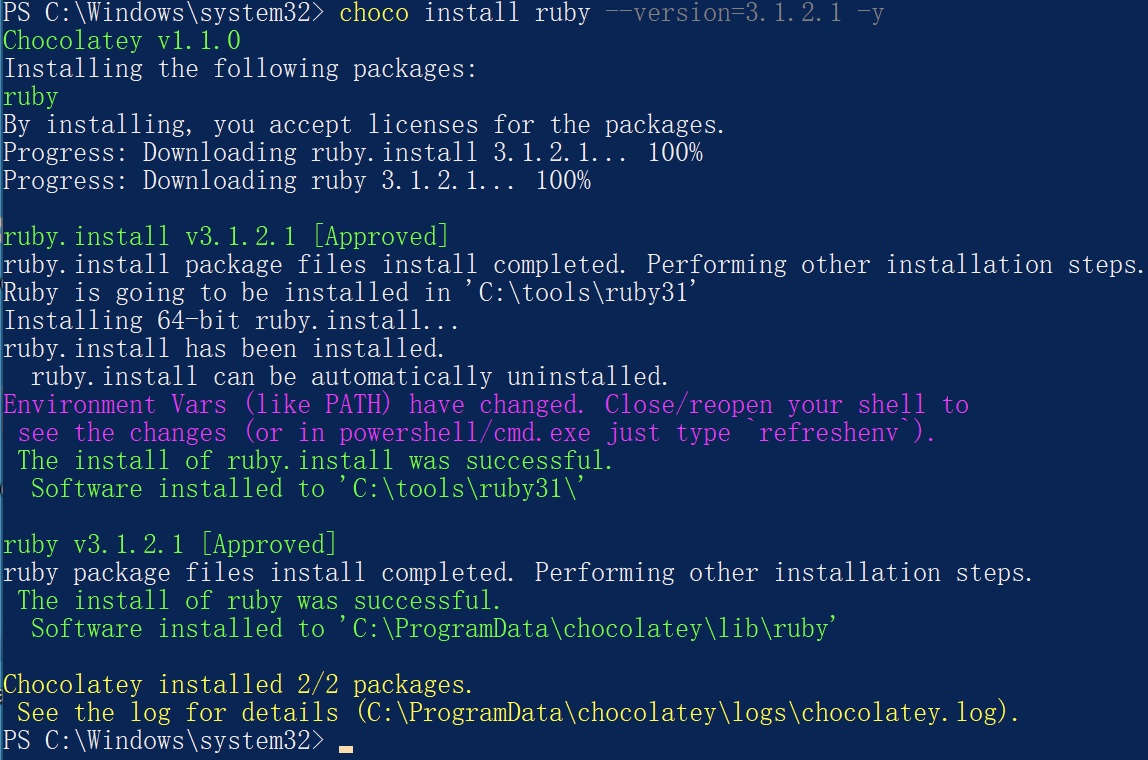 PS C:\Windows\system32> choco install ruby --version=3.1.2.1 -y
Chocolatey v1.1.0
Installing the following packages:
ruby
By installing, you accept licenses for the packages.
Progress: Downloading ruby.install 3.1.2.1... 100%
Progress: Downloading ruby 3.1.2.1... 100%
ruby.install v3.1.2.1 [Approved]
ruby.install package files install completed. Performing other installation steps.
Ruby is going to be installed in 'C:\tools\ruby31'
Installing 64-bit ruby.install...
ruby.install has been installed.
ruby.install can be automatically uninstalled.
Environment Vars (like PATH) have changed. Close/reopen your shell to
see the changes (or in powershell/cmd.exe just type `refreshenv`).
The install of ruby.install was successful.
Software installed to 'C:\tools\ruby31\'
ruby v3.1.2.1 [Approved]
ruby package files install completed. Performing other installation steps.
The install of ruby was successful.
Software installed to 'C:\ProgramData\chocolatey\lib\ruby'
Chocolatey installed 2/2 packages.
See the log for details (C:\ProgramData\chocolatey\logs\chocolatey.log).
PS C:\Windows\system32>